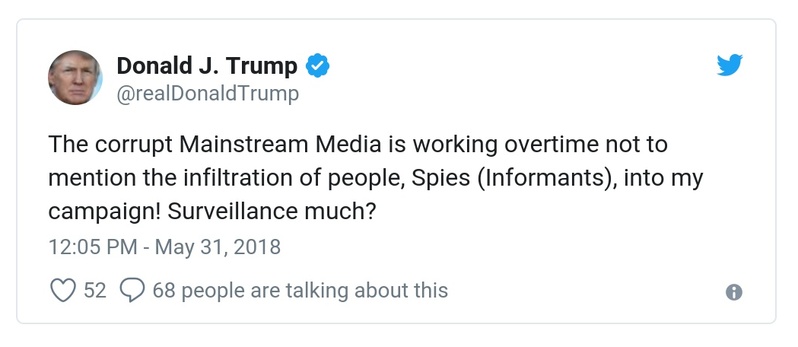 Donald J. Trump
@realDonaldTrump
The corrupt Mainstream Media is working overtime not to
mention the infiltration of people, Spies (Informants), into my
campaign! Surveillance much?
12:05 PM - May 31, 2018
52 68 people are talking about this